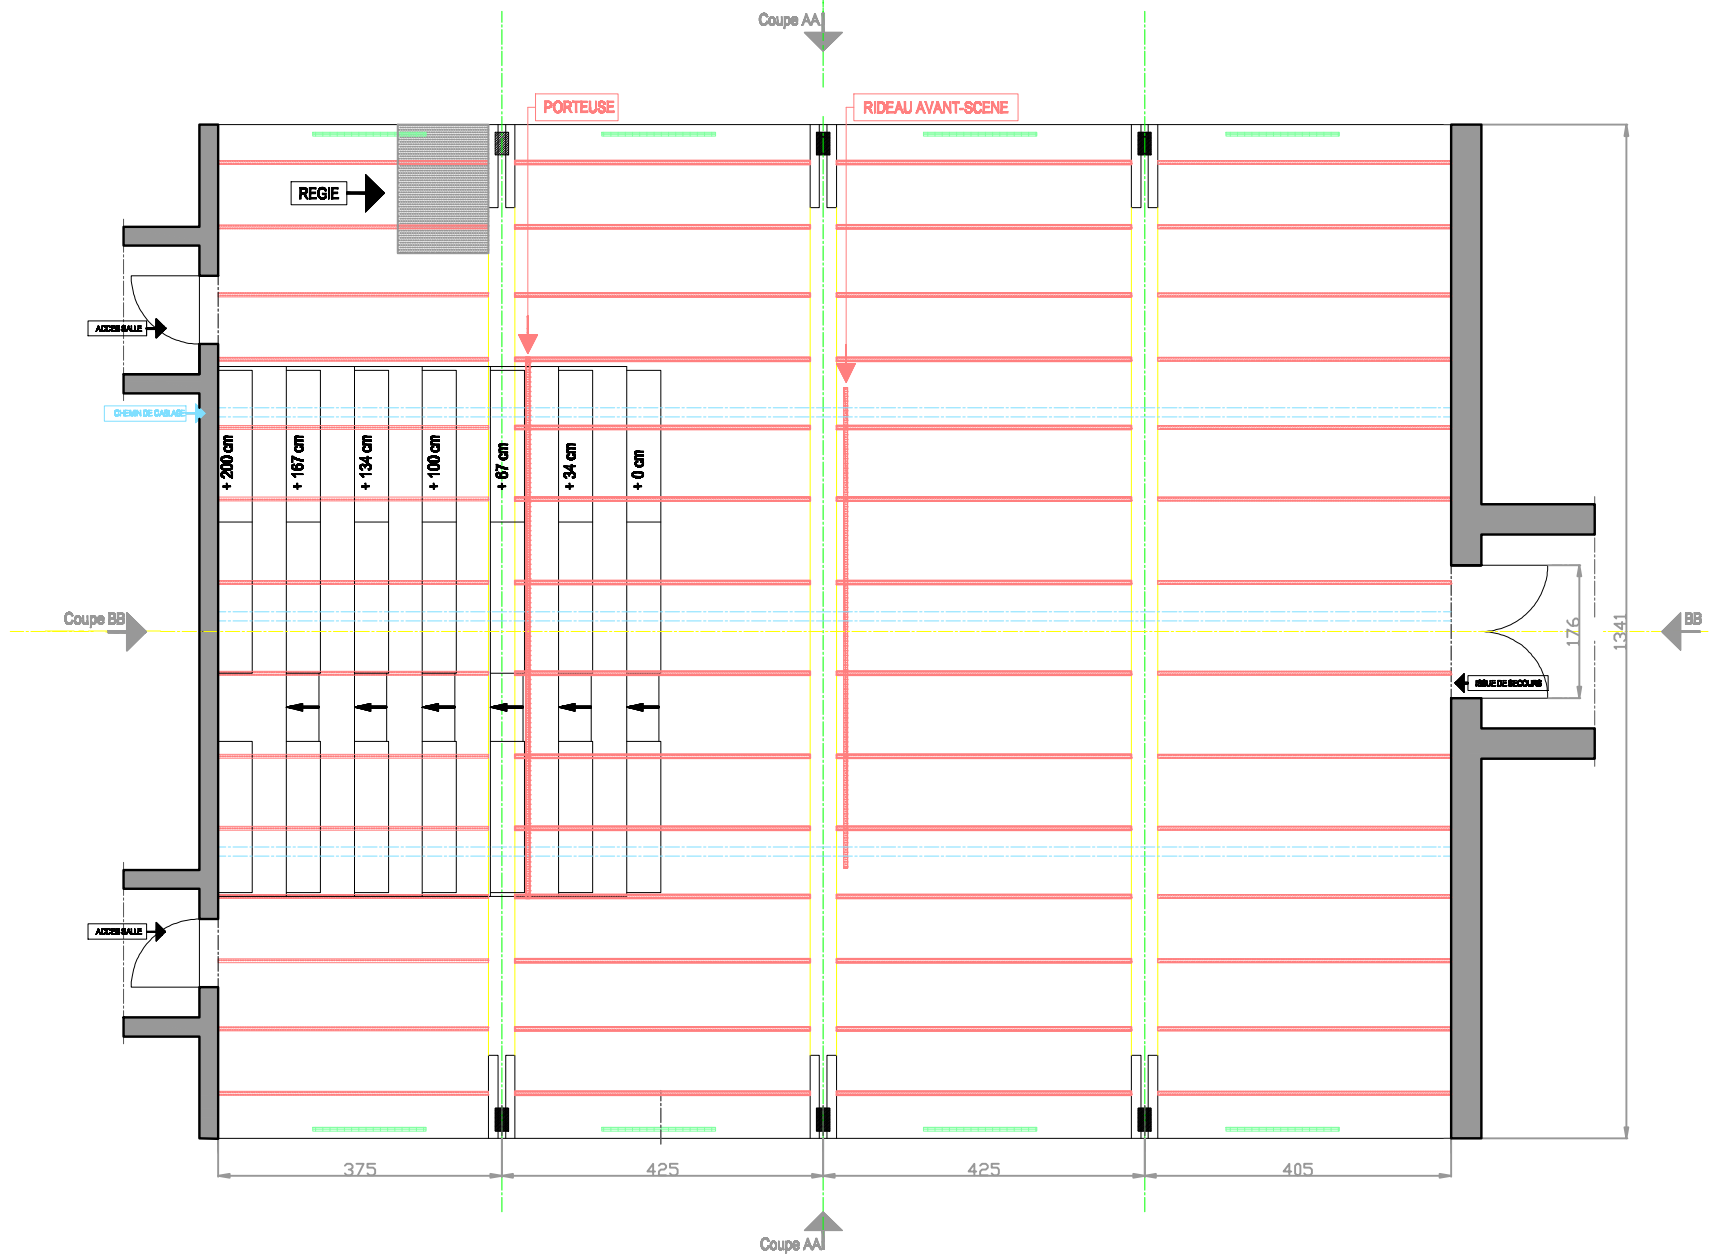 Coupe AA
PORTEUSE
RIDEAU AVANT-SCENE
REGIE
ACCES SALLE
CHEMIN DE CABLAGE
+ 200 cm
+ 167 cm
+ 134 cm
+ 100 cm
+ 67 cm
+ 34 cm
+ 0 cm
Coupe BB
176
1341
BB
ISSUE DE SECOURS
ACCES SALLE
375
425
425
405
Coupe AA